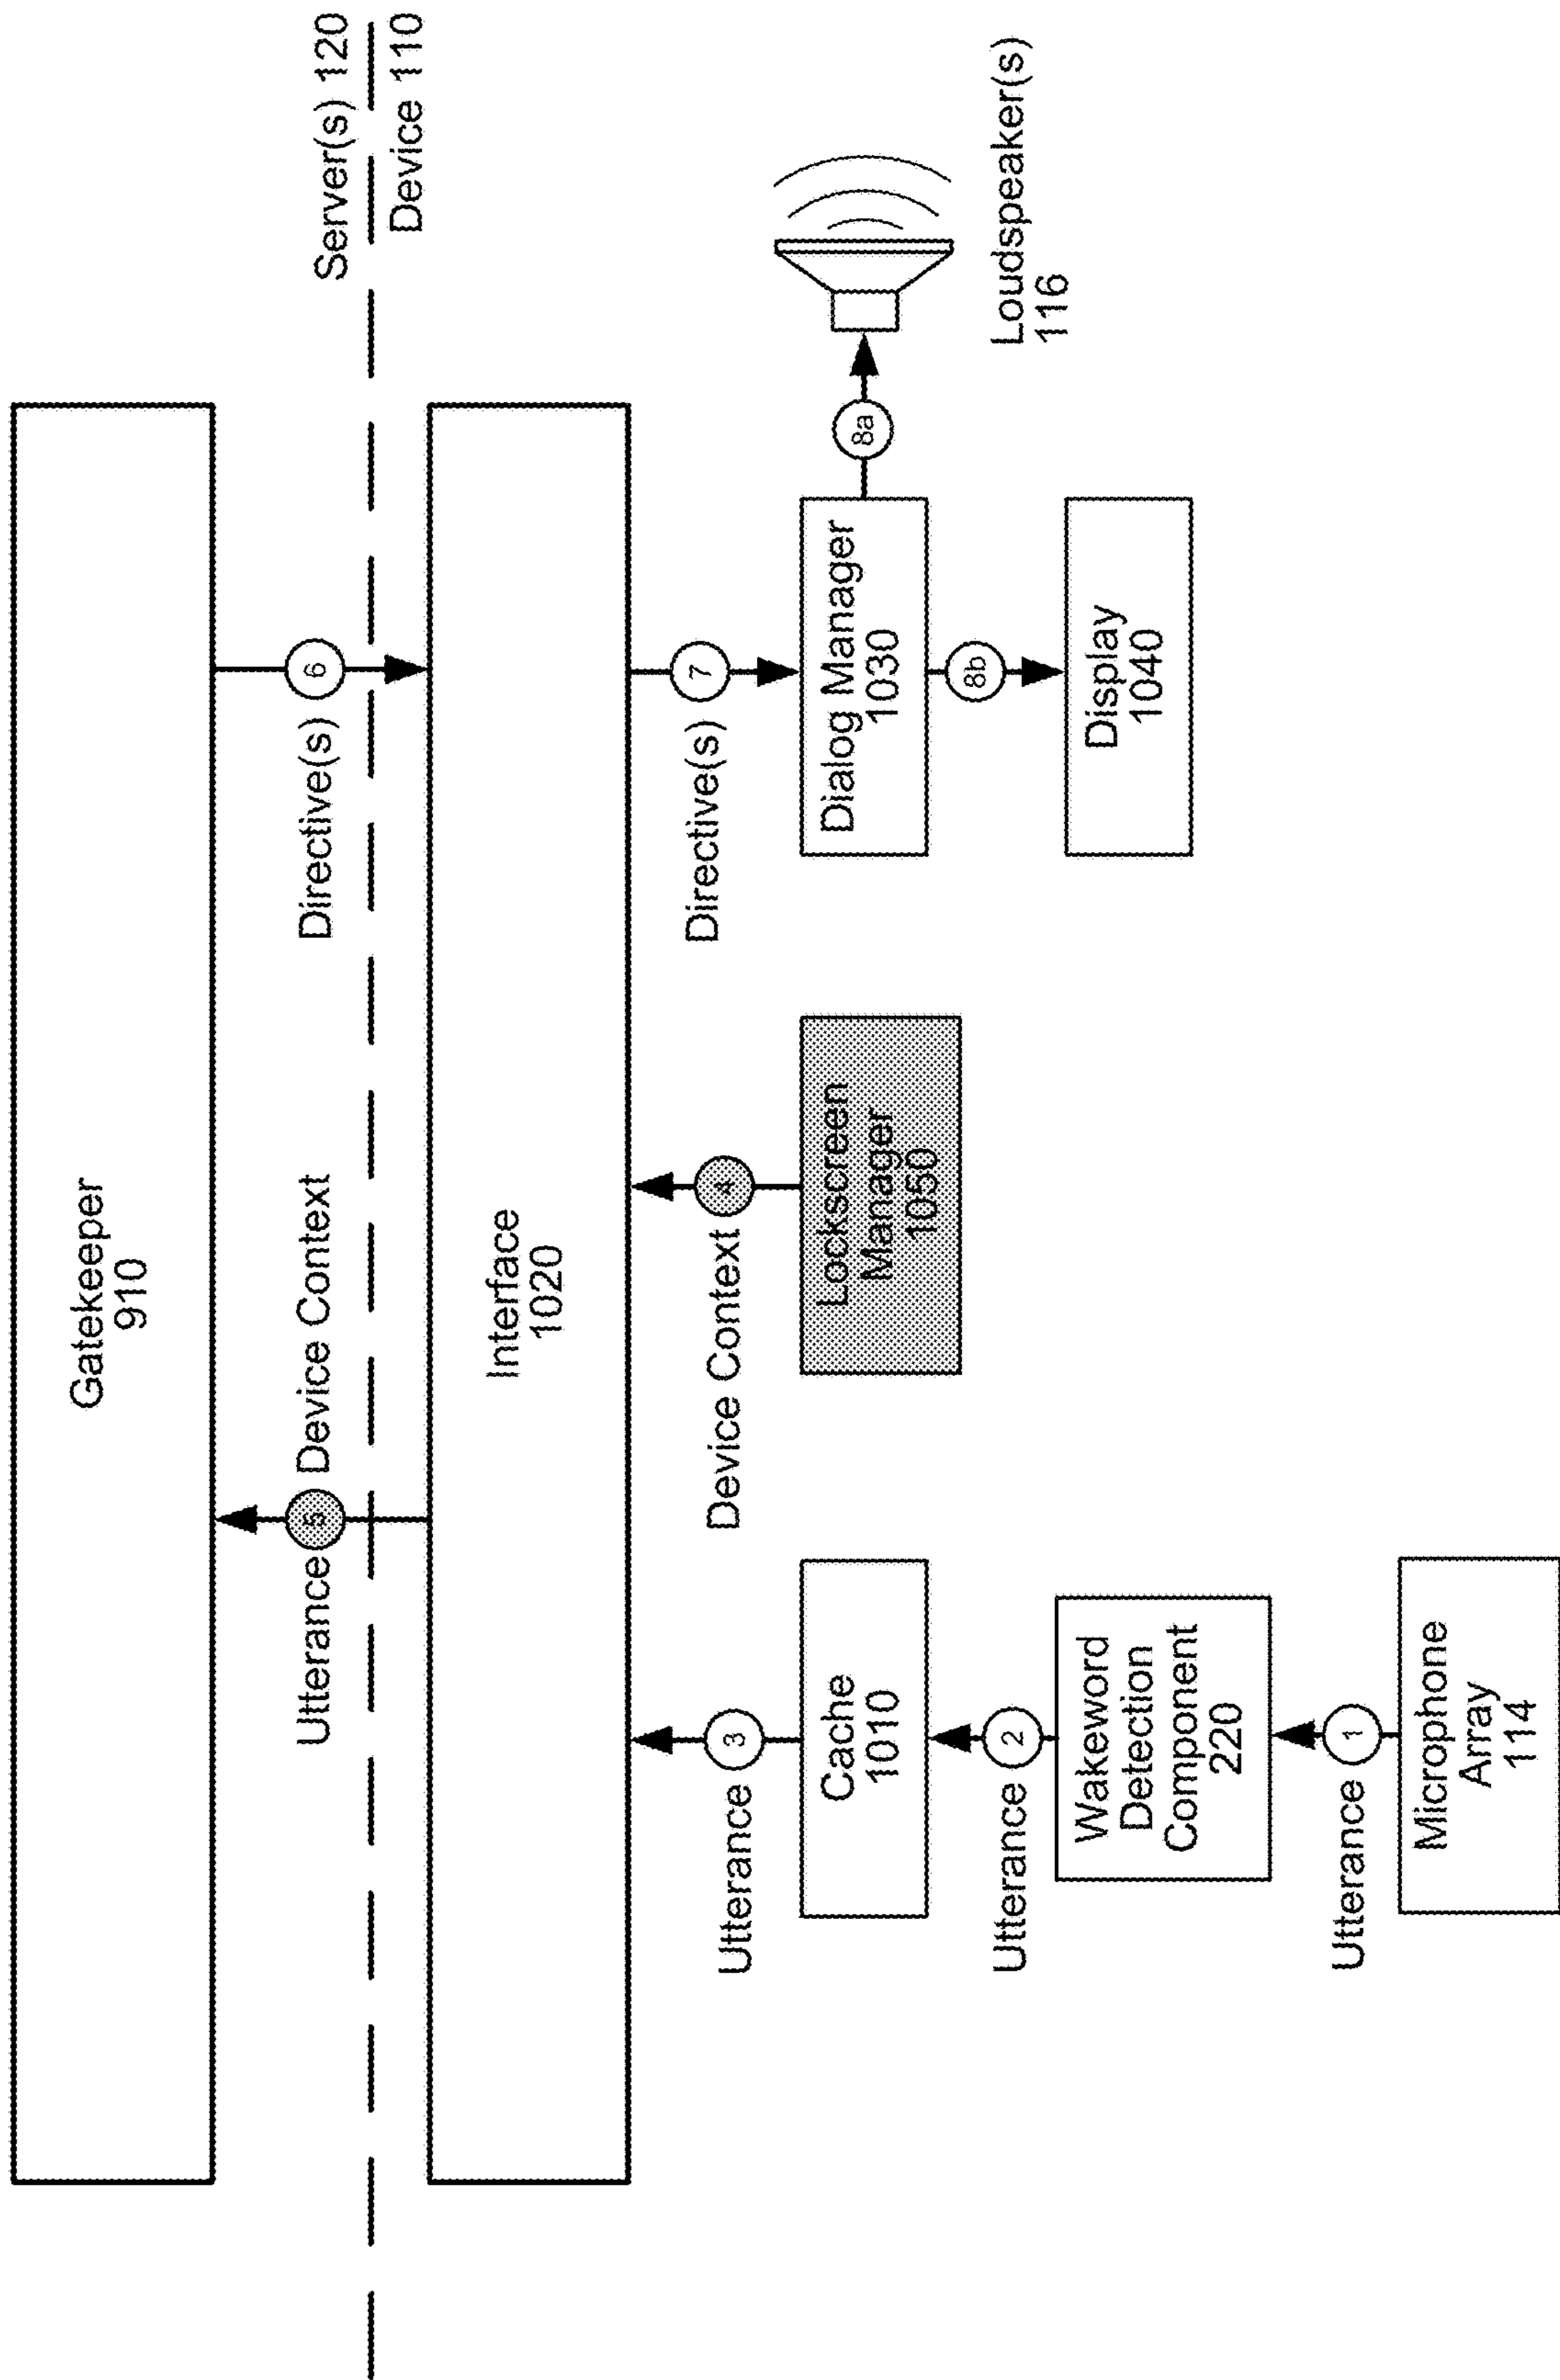 Server(s) 120
Device 110
Gatekeeper
910
Utterance
5
Device Context
Directive(s)
6
Interface
1020
Utterance
3
Device Context
4
Directive(s)
7
Cache
1010
Lockscreen
Manager
1050
Dialog Manager
1030
8a
Loudspeaker(s)
116
Utterance
2
8b
Wakeword
Detection
Component
220
Display
1040
Utterance
1
Microphone
Array
114